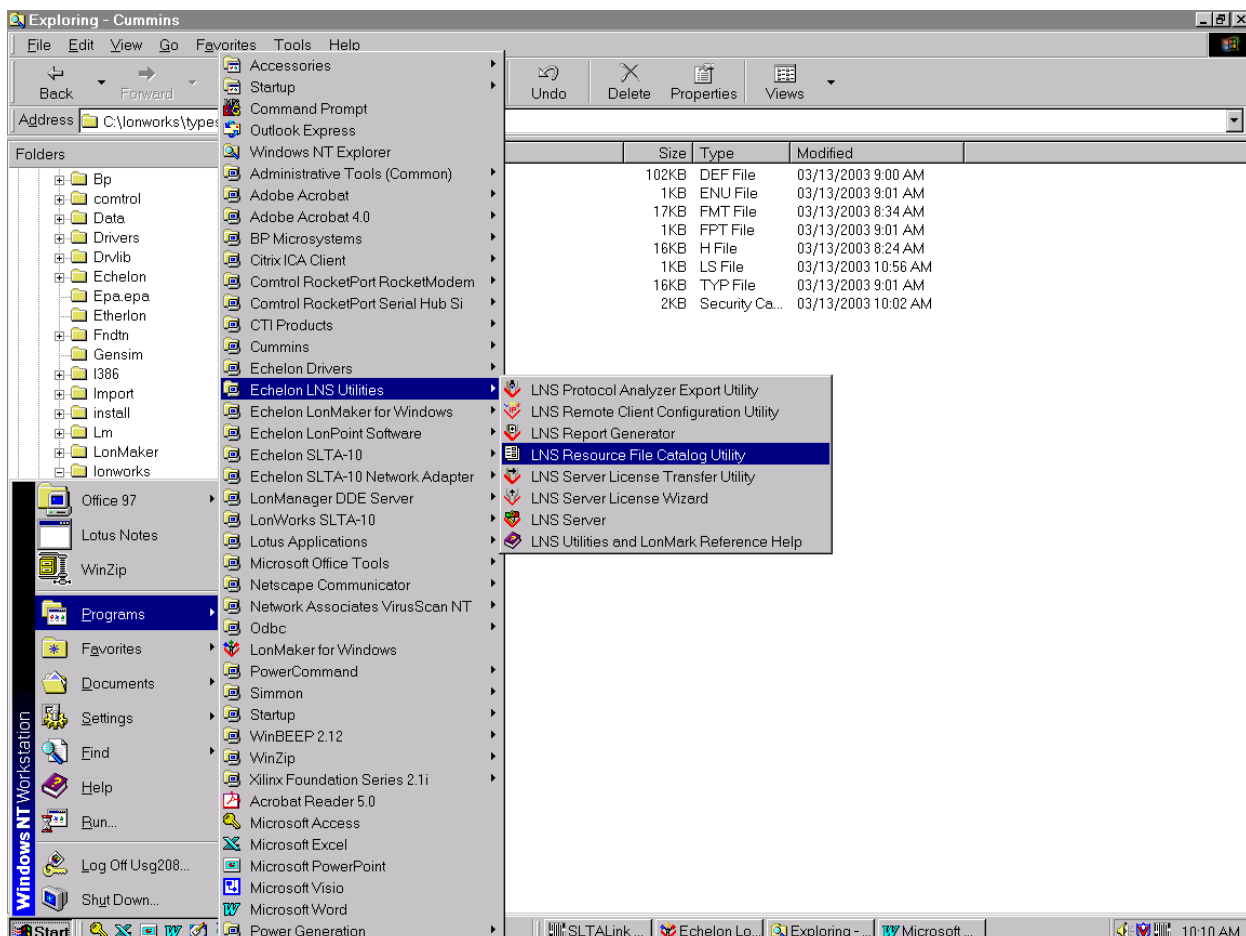 Exploring - Cummins
File Edit View Go Favorites Tools Help
Back Forward Undo Delete Properties Views
Address C:\lonworks\types
Folders
Size Type Modified
Bp
comtrol
Data
Drivers
Drvlib
Echelon
Epa.epa
Etherlon
Fndtn
Gensim
I386
Import
install
Lm
LonMaker
lonworks
102KB DEF File 03/13/2003 9:00 AM
1KB ENU File 03/13/2003 9:01 AM
17KB FMT File 03/13/2003 8:34 AM
1KB FPT File 03/13/2003 9:01 AM
16KB H File 03/13/2003 8:24 AM
1KB LS File 03/13/2003 10:56 AM
16KB TYP File 03/13/2003 9:01 AM
2KB Security Ca... 03/13/2003 10:02 AM
Office 97
Lotus Notes
WinZip
Programs
Favorites
Documents
Settings
Find
Help
Run...
Log Off Usg208...
Shut Down...
Windows NT Workstation
Accessories
Startup
Command Prompt
Outlook Express
Windows NT Explorer
Administrative Tools (Common)
Adobe Acrobat
Adobe Acrobat 4.0
BP Microsystems
Citrix ICA Client
Comtrol RocketPort RocketModem
Comtrol RocketPort Serial Hub Si
CTI Products
Cummins
Echelon Drivers
Echelon LNS Utilities
Echelon LonMaker for Windows
Echelon LonPoint Software
Echelon SLTA-10
Echelon SLTA-10 Network Adapter
LonManager DDE Server
LonWorks SLTA-10
Lotus Applications
Microsoft Office Tools
Netscape Communicator
Network Associates VirusScan NT
Odbc
LonMaker for Windows
PowerCommand
Simmon
Startup
WinBEEP 2.12
WinZip
Xilinx Foundation Series 2.1i
Acrobat Reader 5.0
Microsoft Access
Microsoft Excel
Microsoft PowerPoint
Microsoft Visio
Microsoft Word
Power Generation
LNS Protocol Analyzer Export Utility
LNS Remote Client Configuration Utility
LNS Report Generator
LNS Resource File Catalog Utility
LNS Server License Transfer Utility
LNS Server License Wizard
LNS Server
LNS Utilities and LonMark Reference Help
Start SLTALink ... Echelon Lo... Exploring - ... Microsoft ... 10:10 AM